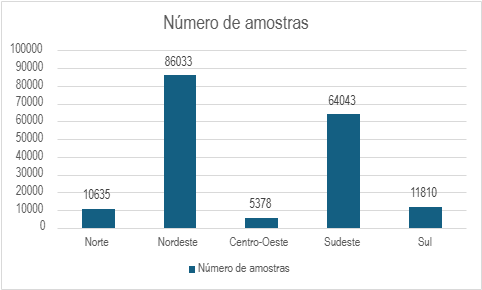 Número de amostras
100000
90000
80000
70000
60000
50000
40000
30000
20000
10000
0
10635
86033
5378
64043
11810
Norte
Nordeste
Centro-Oeste
Sudeste
Sul
Número de amostras